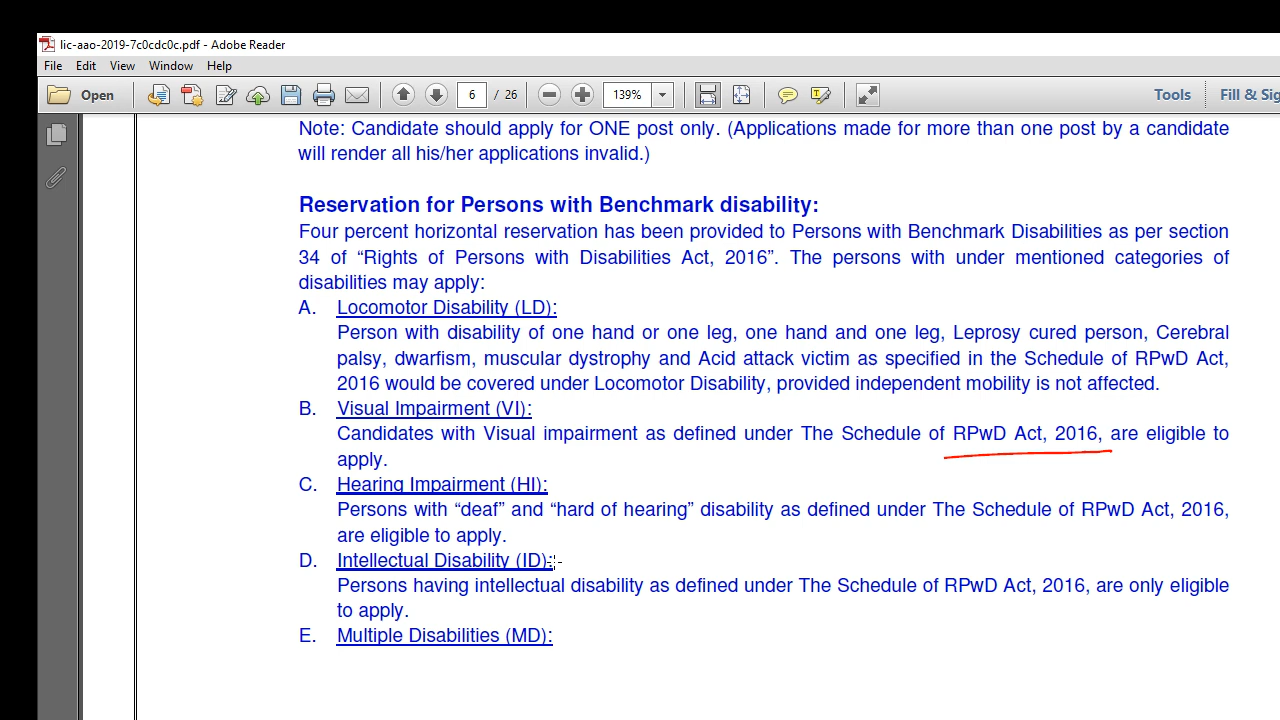 lic-aao-2019-7c0cdc0c.pdf - Adobe Reader
File Edit View Window Help
Open 6 / 26 139% Tools Fill & Sig
Note: Candidate should apply for ONE post only. (Applications made for more than one post by a candidate
will render all his/her applications invalid.)
Reservation for Persons with Benchmark disability:
Four percent horizontal reservation has been provided to Persons with Benchmark Disabilities as per section
34 of “Rights of Persons with Disabilities Act, 2016”. The persons with under mentioned categories of
disabilities may apply:
A. Locomotor Disability (LD):
Person with disability of one hand or one leg, one hand and one leg, Leprosy cured person, Cerebral
palsy, dwarfism, muscular dystrophy and Acid attack victim as specified in the Schedule of RPwD Act,
2016 would be covered under Locomotor Disability, provided independent mobility is not affected.
B. Visual Impairment (VI):
Candidates with Visual impairment as defined under The Schedule of RPwD Act, 2016, are eligible to
apply.
C. Hearing Impairment (HI):
Persons with “deaf” and “hard of hearing” disability as defined under The Schedule of RPwD Act, 2016,
are eligible to apply.
D. Intellectual Disability (ID):
Persons having intellectual disability as defined under The Schedule of RPwD Act, 2016, are only eligible
to apply.
E. Multiple Disabilities (MD):